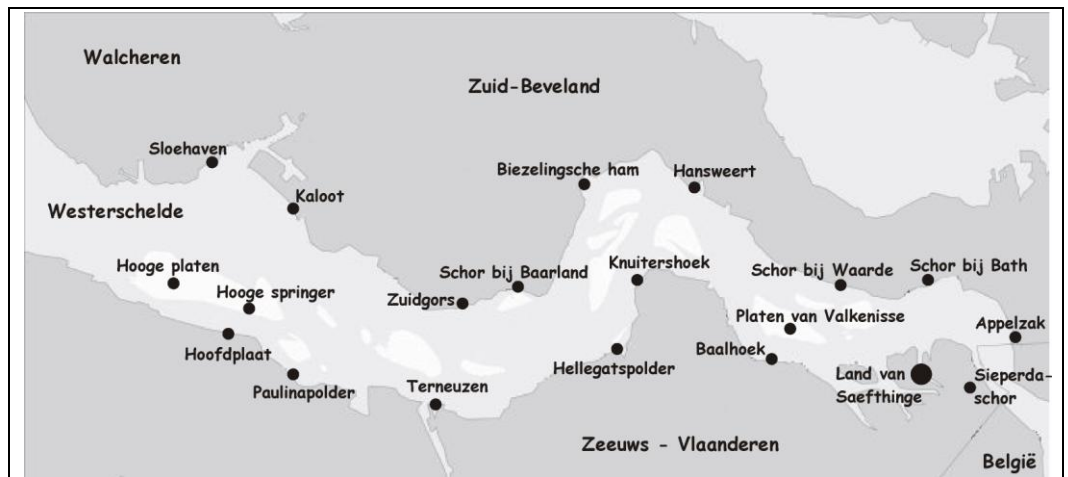 Walcheren
Zuid-Beveland
Sloehaven
Biezelingsche ham
Hansweert
Kaloot
Westerschelde
Hooge platen
Knuitershoek
Schor bij Baarland
Schor bij Waarde
Schor bij Bath
Hooge springer
Zuidgors
Platen van Valkenisse
Appelzak
Hoofdplaat
Baalhoek
Hellegatspolder
Land van
Saefthinge
Sieperda-
schor
Paulinapolder
Terneuzen
Zeeuws - Vlaanderen
België